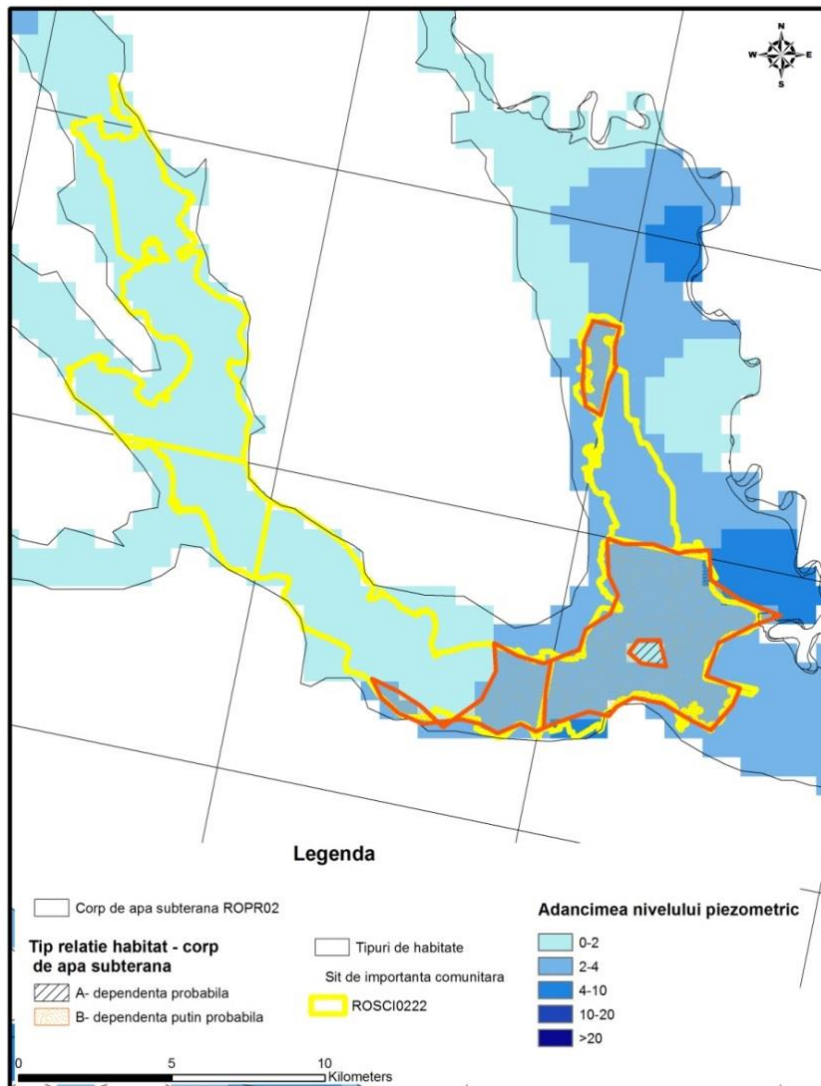 N
W E
S
Legenda
Corp de apa subterana ROPR02
Tip relatie habitat - corp
de apa subterana
A- dependenta probabila
B- dependenta putin probabila
Tipuri de habitate
Sit de importanta comunitara
ROSCI0222
Adancimea nivelului piezometric
0-2
2-4
4-10
10-20
>20
0 5 10
Kilometers